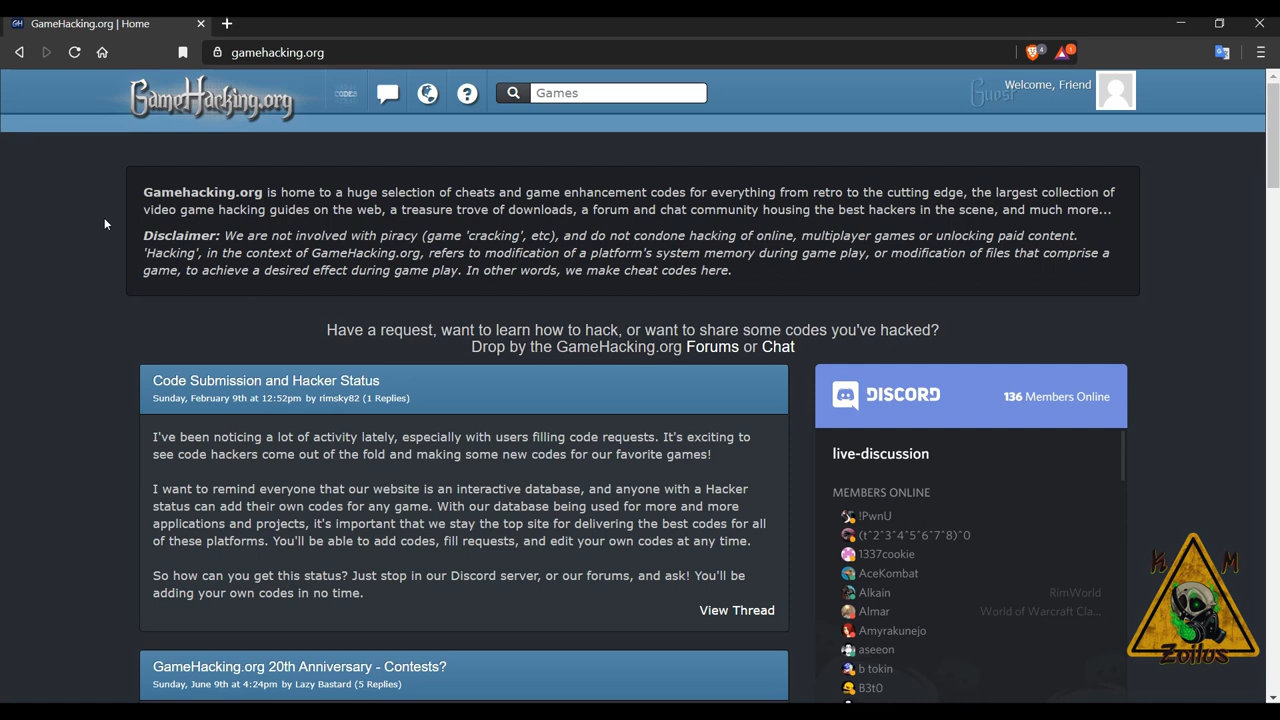 GameHacking.org | Home
gamehacking.org
4
1
GameHacking.org
CODES
Games
Guest
Welcome, Friend
Gamehacking.org is home to a huge selection of cheats and game enhancement codes for everything from retro to the cutting edge, the largest collection of
video game hacking guides on the web, a treasure trove of downloads, a forum and chat community housing the best hackers in the scene, and much more...
Disclaimer: We are not involved with piracy (game 'cracking', etc), and do not condone hacking of online, multiplayer games or unlocking paid content.
'Hacking', in the context of GameHacking.org, refers to modification of a platform's system memory during game play, or modification of files that comprise a
game, to achieve a desired effect during game play. In other words, we make cheat codes here.
Have a request, want to learn how to hack, or want to share some codes you've hacked?
Drop by the GameHacking.org Forums or Chat
Code Submission and Hacker Status
Sunday, February 9th at 12:52pm by rimsky82 (1 Replies)
I've been noticing a lot of activity lately, especially with users filling code requests. It's exciting to
see code hackers come out of the fold and making some new codes for our favorite games!
I want to remind everyone that our website is an interactive database, and anyone with a Hacker
status can add their own codes for any game. With our database being used for more and more
applications and projects, it's important that we stay the top site for delivering the best codes for all
of these platforms. You'll be able to add codes, fill requests, and edit your own codes at any time.
So how can you get this status? Just stop in our Discord server, or our forums, and ask! You'll be
adding your own codes in no time.
View Thread
GameHacking.org 20th Anniversary - Contests?
Sunday, June 9th at 4:24pm by Lazy Bastard (5 Replies)
DISCORD
136 Members Online
live-discussion
MEMBERS ONLINE
!PwnU
(t^2^3^4^5^6^7^8)^0
1337cookie
AceKombat
Alkain RimWorld
Almar World of Warcraft Cla...
Amyrakunejo
aseeon
b tokin
B3t0
K M
Zoilus